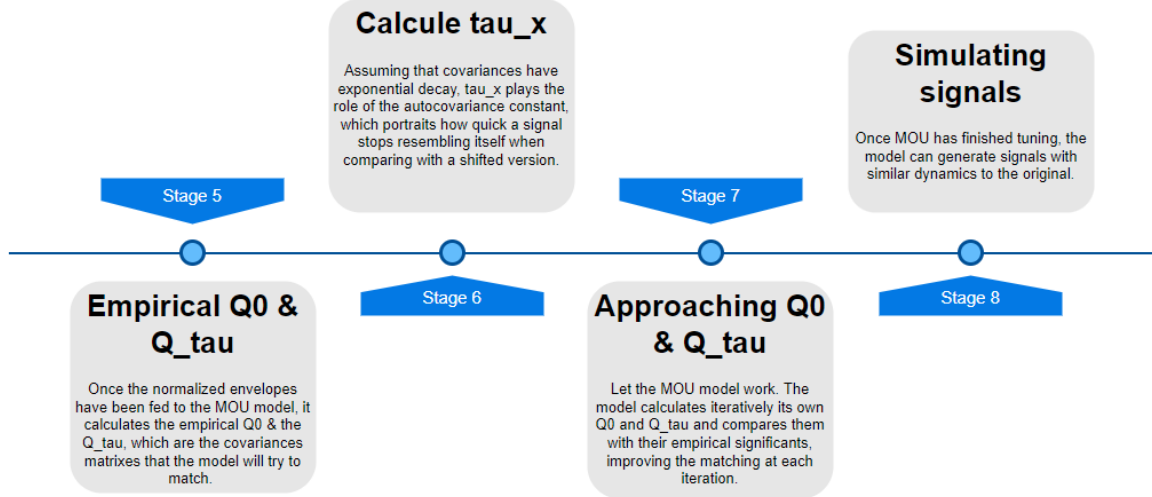 Calcule tau_x
Assuming that covariances have
exponential decay, tau_x plays the
role of the autocovariance constant,
which portraits how quick a signal
stops resembling itself when
comparing with a shifted version.
Simulating
signals
Once MOU has finished tuning, the
model can generate signals with
similar dynamics to the original.
Stage 5
Stage 7
Stage 6
Stage 8
Empirical Q0 &
Q_tau
Once the normalized envelopes
have been fed to the MOU model, it
calculates the empirical Q0 & the
Q_tau, which are the covariances
matrixes that the model will try to
match.
Approaching Q0
& Q_tau
Let the MOU model work. The
model calculates iteratively its own
Q0 and Q_tau and compares them
with their empirical significants,
improving the matching at each
iteration.